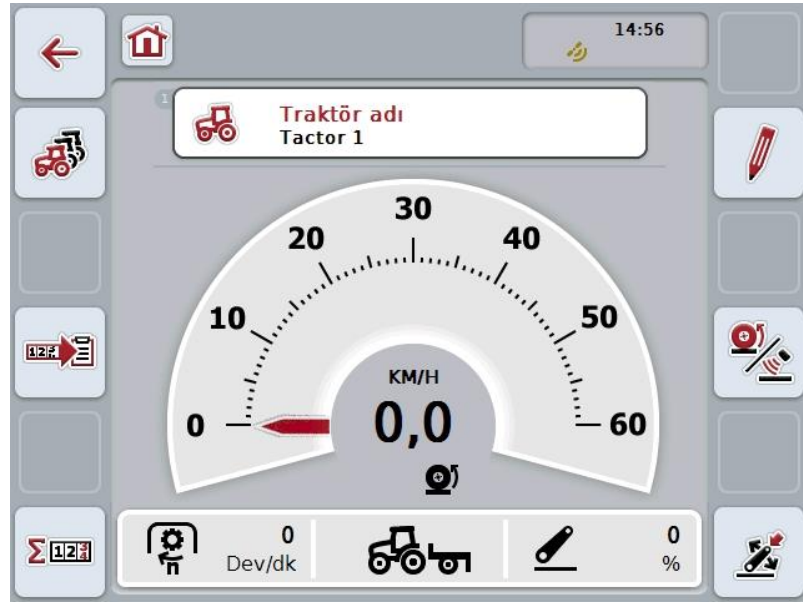 14:56
1
Traktör adı
Tactor 1
30
20
40
10
50
KM/H
0
0,0
60
0
Dev/dk
n
0
%
Σ 123